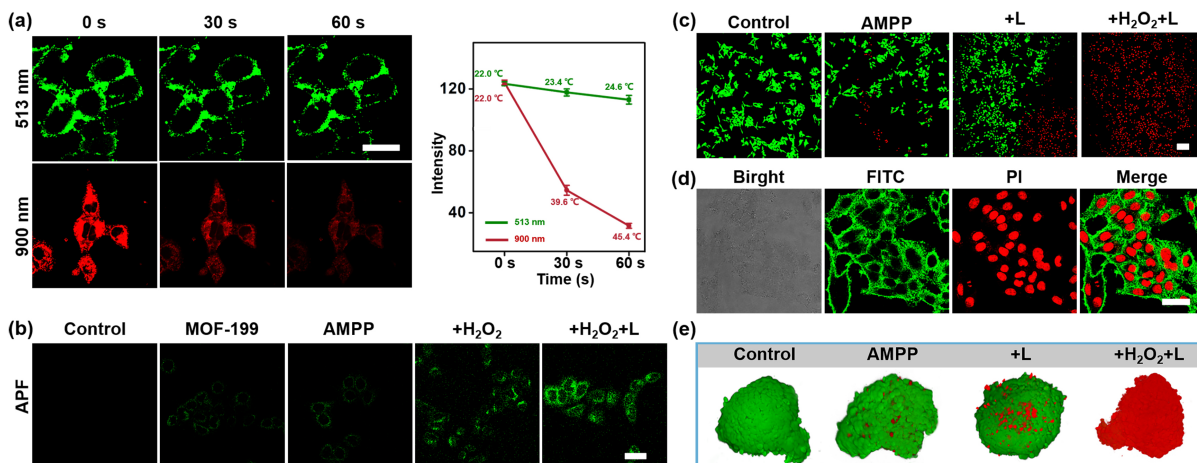 (a)
0 s 30 s 60 s
513 nm
900 nm
Intensity
120
80
40
22.0 ℃
22.0 ℃
23.4 ℃
24.6 ℃
39.6 ℃
45.4 ℃
513 nm
900 nm
0 s 30 s 60 s
Time (s)
(b)
Control MOF-199 AMPP +H₂O₂ +H₂O₂+L
APF
(c)
Control AMPP +L +H₂O₂+L
(d)
Birght FITC PI Merge
(e)
Control AMPP +L +H₂O₂+L